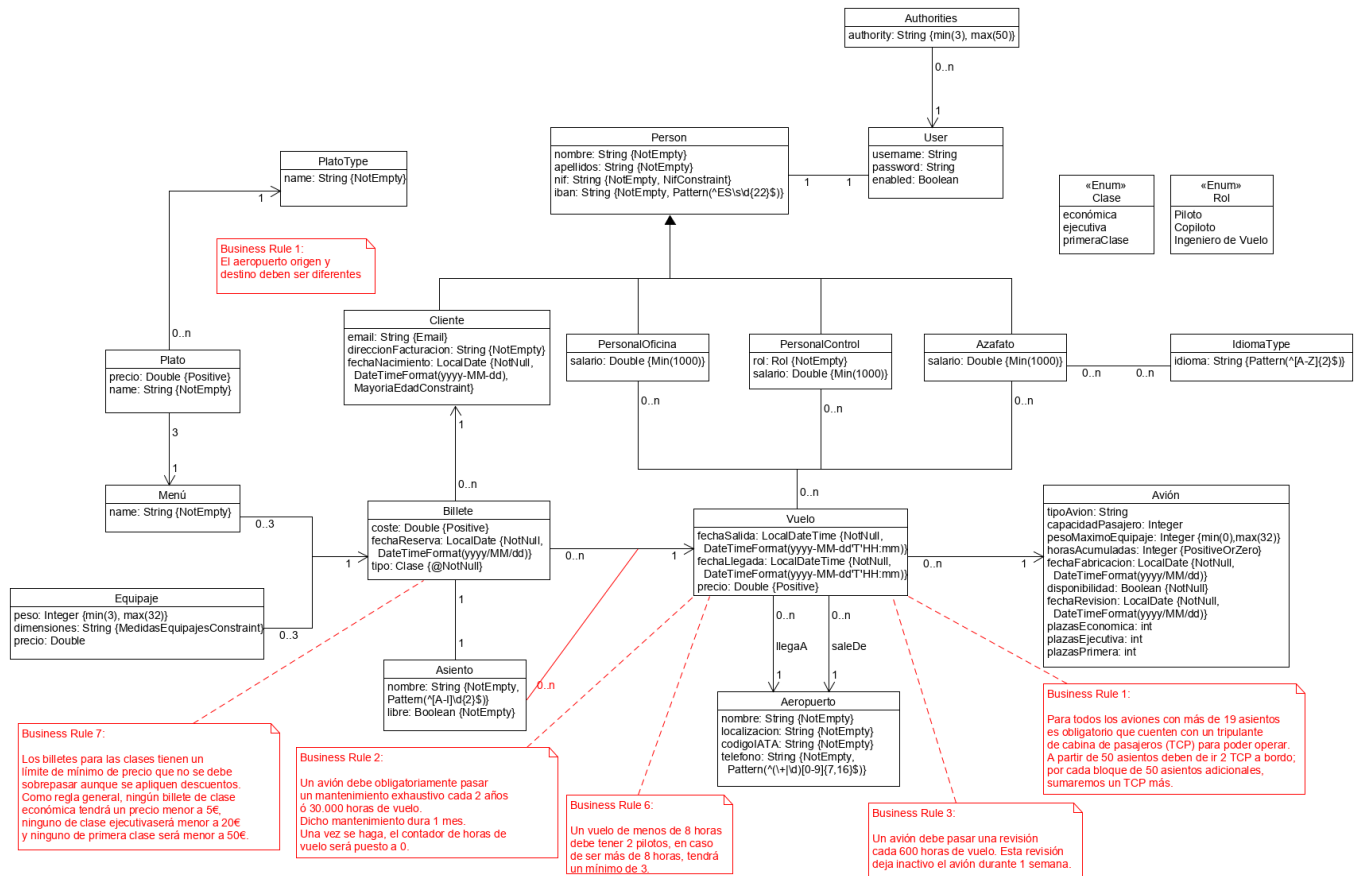 Authorities
authority: String {min(3), max(50)}
0..n
1
Person
nombre: String {NotEmpty}
apellidos: String {NotEmpty}
nif: String {NotEmpty, NifConstraint}
iban: String {NotEmpty, Pattern(^ES\s\d{22}$)}
1
1
User
username: String
password: String
enabled: Boolean
«Enum»
Clase
económica
ejecutiva
primeraClase
«Enum»
Rol
Piloto
Copiloto
Ingeniero de Vuelo
PlatoType
name: String {NotEmpty}
1
0..n
Business Rule 1:
El aeropuerto origen y
destino deben ser diferentes
Plato
precio: Double {Positive}
name: String {NotEmpty}
3
1
Cliente
email: String {Email}
direccionFacturacion: String {NotEmpty}
fechaNacimiento: LocalDate {NotNull,
DateTimeFormat(yyyy-MM-dd),
MayoriaEdadConstraint}
1
0..n
PersonalOficina
salario: Double {Min(1000)}
0..n
PersonalControl
rol: Rol {NotEmpty}
salario: Double {Min(1000)}
0..n
Azafato
salario: Double {Min(1000)}
0..n
0..n
0..n
IdiomaType
idioma: String {Pattern(^[A-Z]{2}$)}
0..n
Menú
name: String {NotEmpty}
0..3
1
Billete
coste: Double {Positive}
fechaReserva: LocalDate {NotNull,
DateTimeFormat(yyyy/MM/dd)}
tipo: Clase {@NotNull}
0..n
1
Vuelo
fechaSalida: LocalDateTime {NotNull,
DateTimeFormat(yyyy-MM-dd'T'HH:mm)}
fechaLlegada: LocalDateTime {NotNull,
DateTimeFormat(yyyy-MM-dd'T'HH:mm)}
precio: Double {Positive}
0..n
1
Avión
tipoAvion: String
capacidadPasajero: Integer
pesoMaximoEquipaje: Integer {min(0),max(32)}
horasAcumuladas: Integer {PositiveOrZero}
fechaFabricacion: LocalDate {NotNull,
DateTimeFormat(yyyy/MM/dd)}
disponibilidad: Boolean {NotNull}
fechaRevision: LocalDate {NotNull,
DateTimeFormat(yyyy/MM/dd)}
plazasEconomica: int
plazasEjecutiva: int
plazasPrimera: int
Equipaje
peso: Integer {min(3), max(32)}
dimensiones: String {MedidasEquipajesConstraint}
precio: Double
0..3
1
1
Asiento
nombre: String {NotEmpty,
Pattern(^[A-I]\d{2}$)}
libre: Boolean {NotEmpty}
0..n
0..n
0..n
llegaA
saleDe
1
1
Aeropuerto
nombre: String {NotEmpty}
localizacion: String {NotEmpty}
codigoIATA: String {NotEmpty}
telefono: String {NotEmpty,
Pattern(^(\+|\d)[0-9]{7,16}$)}
Business Rule 7:
Los billetes para las clases tienen un
límite de mínimo de precio que no se debe
sobrepasar aunque se apliquen descuentos.
Como regla general, ningún billete de clase
económica tendrá un precio menor a 5€,
ninguno de clase ejecutivaserá menor a 20€
y ninguno de primera clase será menor a 50€.
Business Rule 2:
Un avión debe obligatoriamente pasar
un mantenimiento exhaustivo cada 2 años
ó 30.000 horas de vuelo.
Dicho mantenimiento dura 1 mes.
Una vez se haga, el contador de horas de
vuelo será puesto a 0.
Business Rule 6:
Un vuelo de menos de 8 horas
debe tener 2 pilotos, en caso
de ser más de 8 horas, tendrá
un mínimo de 3.
Business Rule 3:
Un avión debe pasar una revisión
cada 600 horas de vuelo. Esta revisión
deja inactivo el avión durante 1 semana.
Business Rule 1:
Para todos los aviones con más de 19 asientos
es obligatorio que cuenten con un tripulante
de cabina de pasajeros (TCP) para poder operar.
A partir de 50 asientos deben de ir 2 TCP a bordo;
por cada bloque de 50 asientos adicionales,
sumaremos un TCP más.